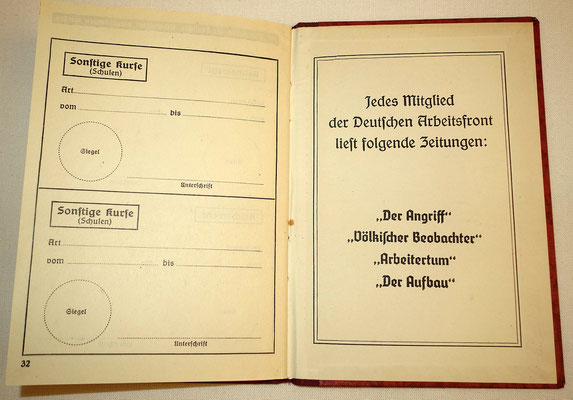 Sonstige Kurse
(Schulen)
Art
vom bis
Siegel
Unterschrift
Sonstige Kurse
(Schulen)
Art
vom bis
Siegel
Unterschrift
32
Jedes Mitglied
der Deutschen Arbeitsfront
liest folgende Zeitungen:
„Der Angriff“
„Völkischer Beobachter“
„Arbeitertum“
„Der Aufbau“